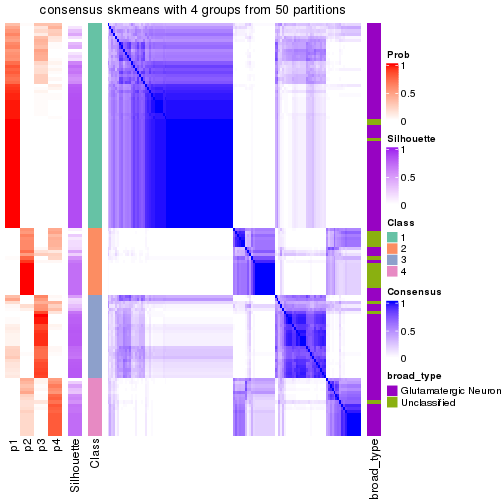 consensus skmeans with 4 groups from 50 partitions
Prob
1
0.5
0
Silhouette
1
0.5
0
Class
1
2
3
4
Consensus
1
0.5
0
broad_type
Glutamatergic Neuron
Unclassified
p1
p2
p3
p4
Silhouette
Class
broad_type